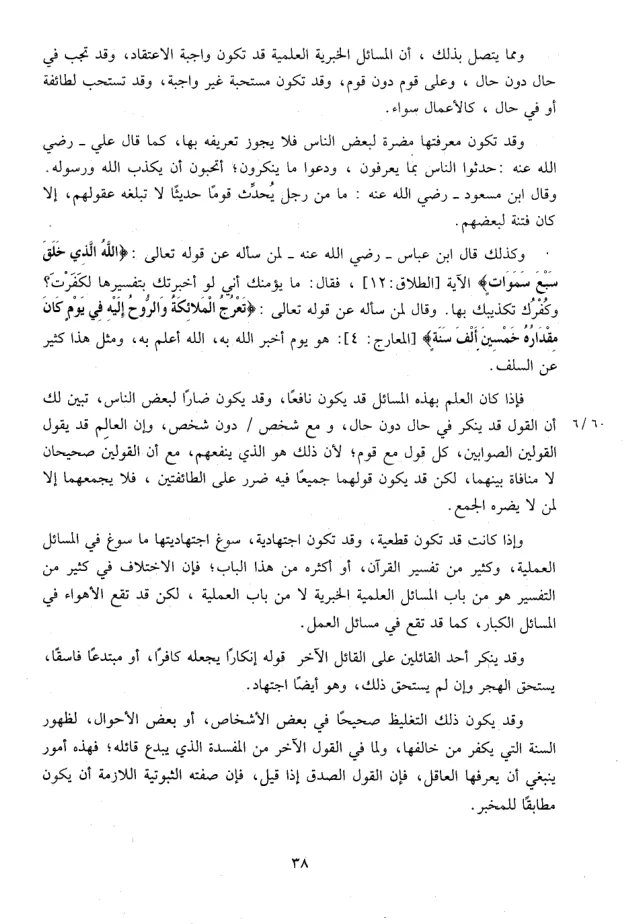 ومما يتصل بذلك ، أن المسائل الخبرية العلمية قد تكون واجبة الاعتقاد، وقد تجب في
حال دون حال ، وعلى قوم دون قوم، وقد تكون مستحبة غير واجبة، وقد تستحب لطائفة
أو في حال ، كالأعمال سواء.
وقد تكون معرفتها مضرة لبعض الناس فلا يجوز تعريفه بها، كما قال علي ـ رضي
الله عنه :حدثوا الناس بما يعرفون ، ودعوا ما ينكرون؛ أتحبون أن يكذب الله ورسوله.
وقال ابن مسعود ـ رضي الله عنه : ما من رجل يُحدِّث قومًا حديثًا لا تبلغه عقولهم، إلا
كان فتنة لبعضهم.
وكذلك قال ابن عباس ـ رضي الله عنه ـ لمن سأله عن قوله تعالى :﴿اللَّهُ الَّذِي خَلَقَ
سَبْعَ سَمَوَاتٍ﴾ الآية [الطلاق:١٢] ، فقال: ما يؤمنك أني لو أخبرتك بتفسيرها لكَفَرْتَ؟
وكُفْرُك تكذيبك بها. وقال لمن سأله عن قوله تعالى :﴿تَعْرُجُ الْمَلائِكَةُ وَالرُّوحُ إِلَيْهِ فِي يَوْمٍ كَانَ
مِقْدَارُهُ خَمْسِينَ أَلْفَ سَنَةٍ﴾ [المعارج: ٤]: هو يوم أخبر الله به، الله أعلم به، ومثل هذا كثير
عن السلف.
فإذا كان العلم بهذه المسائل قد يكون نافعًا، وقد يكون ضارًا لبعض الناس، تبين لك
٦/٦٠ أن القول قد ينكر في حال دون حال، و مع شخص / دون شخص، وإن العالم قد يقول
القولين الصوابين، كل قول مع قوم؛ لأن ذلك هو الذي ينفعهم، مع أن القولين صحيحان
لا منافاة بينهما، لكن قد يكون قولهما جميعًا فيه ضرر على الطائفتين ، فلا يجمعهما إلا
لمن لا يضره الجمع.
وإذا كانت قد تكون قطعية، وقد تكون اجتهادية، سوغ اجتهاديتها ما سوغ في المسائل
العملية، وكثير من تفسير القرآن، أو أكثره من هذا الباب؛ فإن الاختلاف في كثير من
التفسير هو من باب المسائل العلمية الخبرية لا من باب العملية ، لكن قد تقع الأهواء في
المسائل الكبار، كما قد تقع في مسائل العمل.
وقد ينكر أحد القائلين على القائل الآخر قوله إنكارًا يجعله كافرًا، أو مبتدعًا فاسقًا،
يستحق الهجر وإن لم يستحق ذلك، وهو أيضًا اجتهاد.
وقد يكون ذلك التغليظ صحيحًا في بعض الأشخاص، أو بعض الأحوال، لظهور
السنة التي يكفر من خالفها، ولما في القول الآخر من المفسدة الذي يبدع قائله؛ فهذه أمور
ينبغي أن يعرفها العاقل، فإن القول الصدق إذا قيل، فإن صفته الثبوتية اللازمة أن يكون
مطابقًا للمخبر.
٣٨